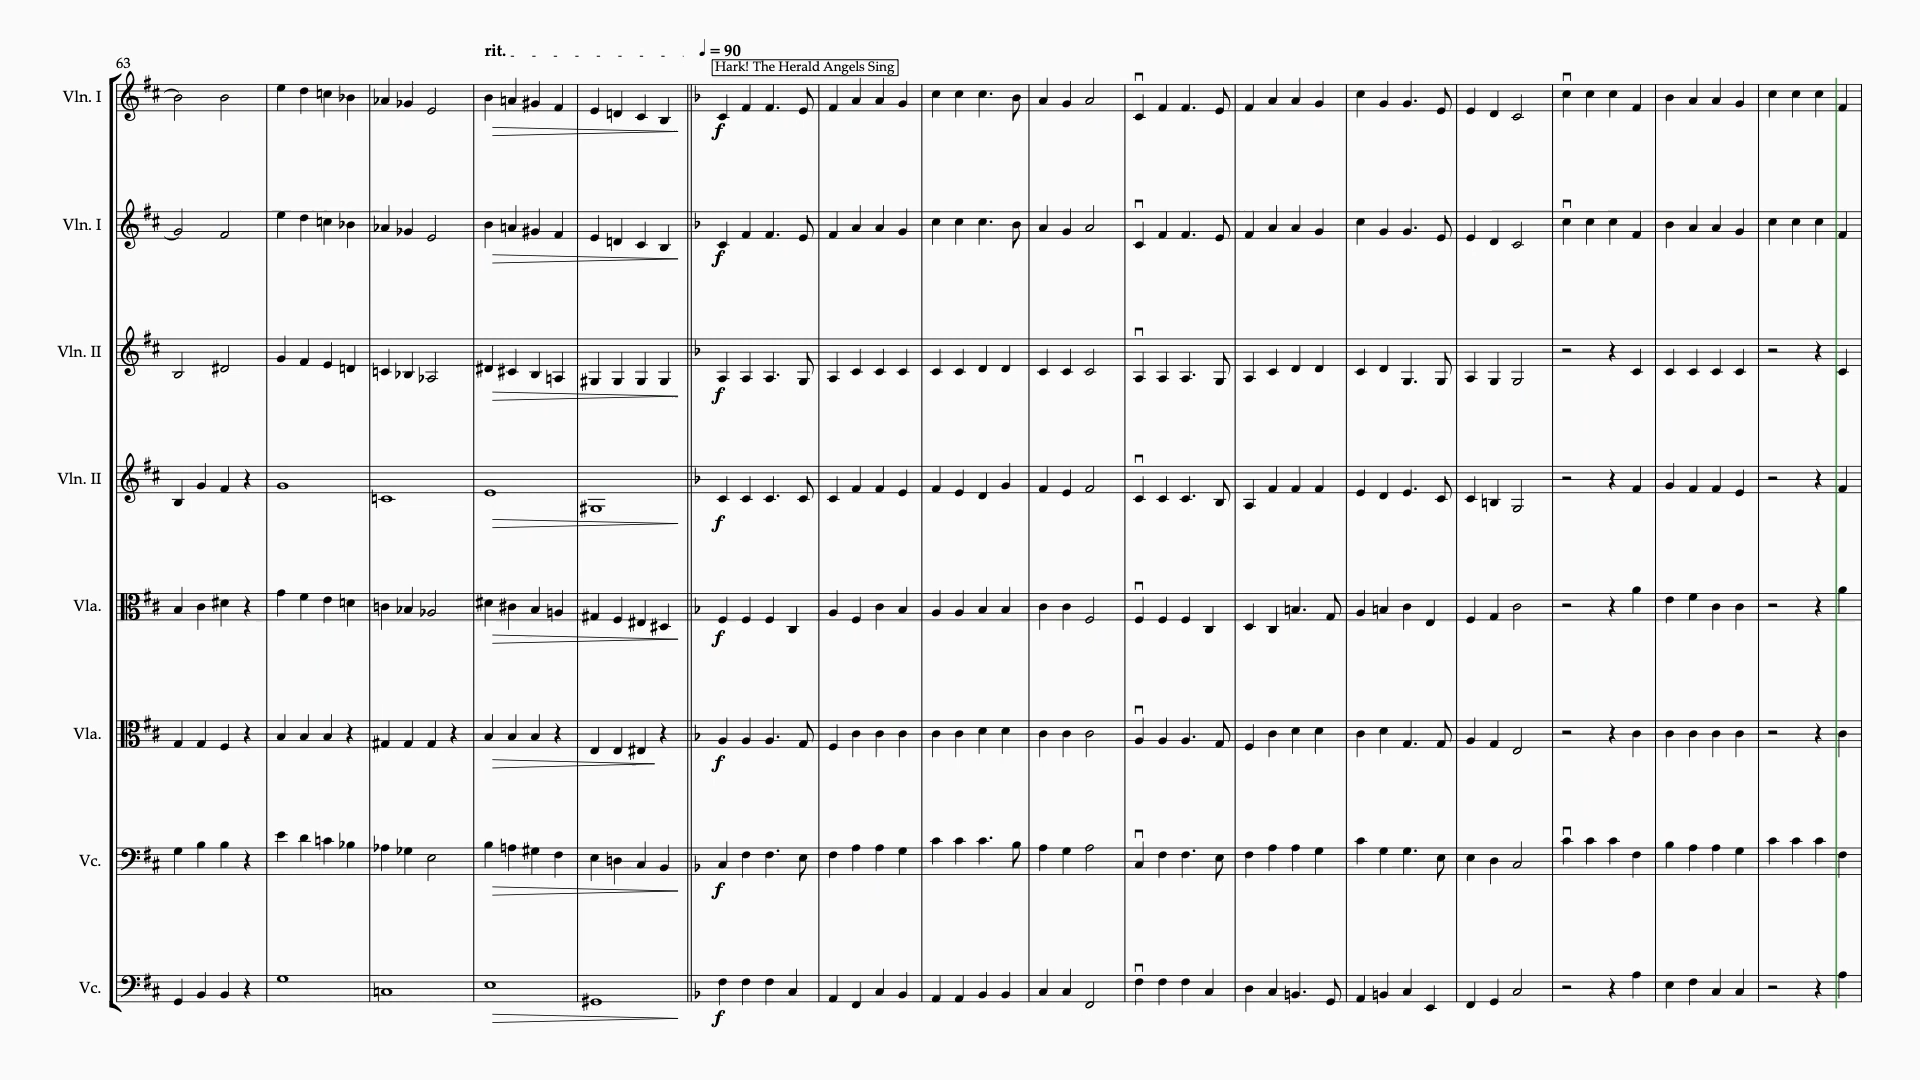 rit.
♩ = 90
63
Hark! The Herald Angels Sing
Vln. I
f
Vln. I
f
Vln. II
f
Vln. II
f
Vla.
f
Vla.
f
Vc.
f
Vc.
f